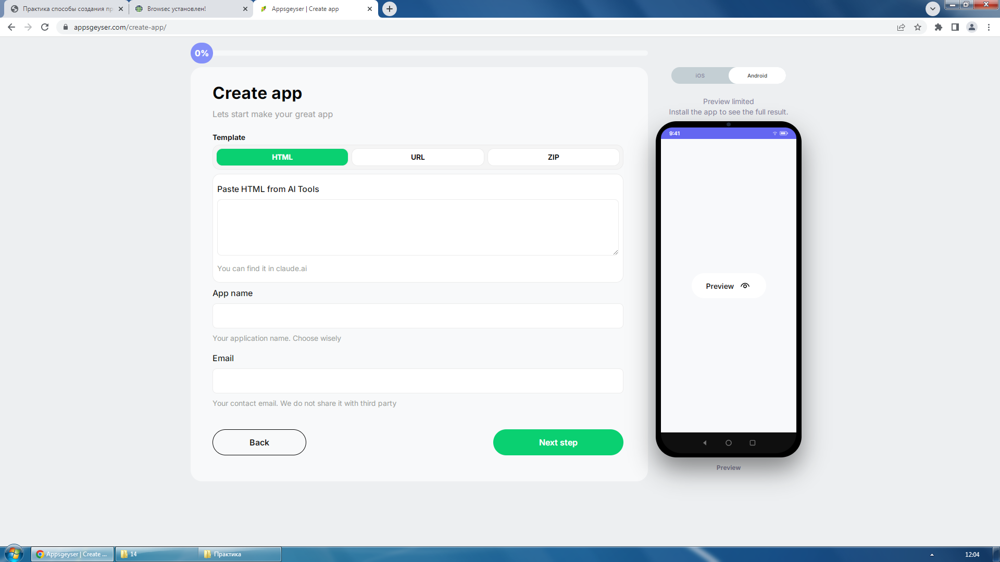 Практика способы создания пр
Browsec установлен!
Appsgeyser | Create app
appsgeyser.com/create-app/
0%
Create app
Lets start make your great app
Template
HTML
URL
ZIP
Paste HTML from AI Tools
You can find it in claude.ai
App name
Your application name. Choose wisely
Email
Your contact email. We do not share it with third party
Back
Next step
iOS
Android
Preview limited
Install the app to see the full result.
9:41
Preview
Preview
Appsgeyser | Create ...
14
Практика
12:04